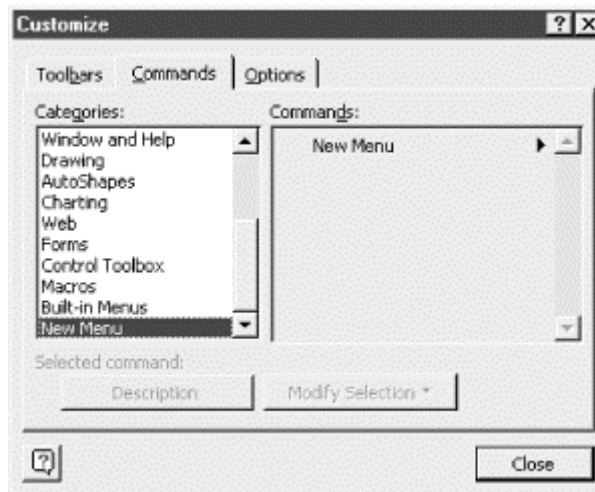 Customize
Toolbars Commands Options
Categories: Commands:
Window and Help
Drawing
AutoShapes
Charting
Web
Forms
Control Toolbox
Macros
Built-in Menus
New Menu
New Menu
Selected command:
Description Modify Selection
Close